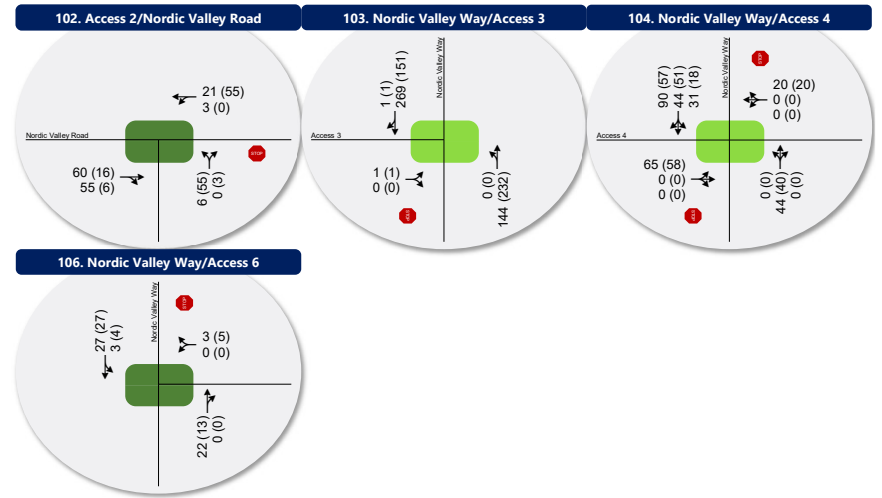 102. Access 2/Nordic Valley Road
21 (55)
3 (0)
Nordic Valley Road
STOP
60 (16)
55 (6)
6 (55)
0 (3)
103. Nordic Valley Way/Access 3
1 (1)
269 (151)
Nordic Valley Way
Access 3
1 (1)
0 (0)
0 (0)
144 (232)
STOP
104. Nordic Valley Way/Access 4
STOP
90 (57)
44 (51)
31 (18)
Nordic Valley Way
20 (20)
0 (0)
0 (0)
Access 4
65 (58)
0 (0)
0 (0)
0 (0)
44 (40)
0 (0)
STOP
106. Nordic Valley Way/Access 6
Nordic Valley Way
STOP
27 (27)
3 (4)
3 (5)
0 (0)
22 (13)
0 (0)